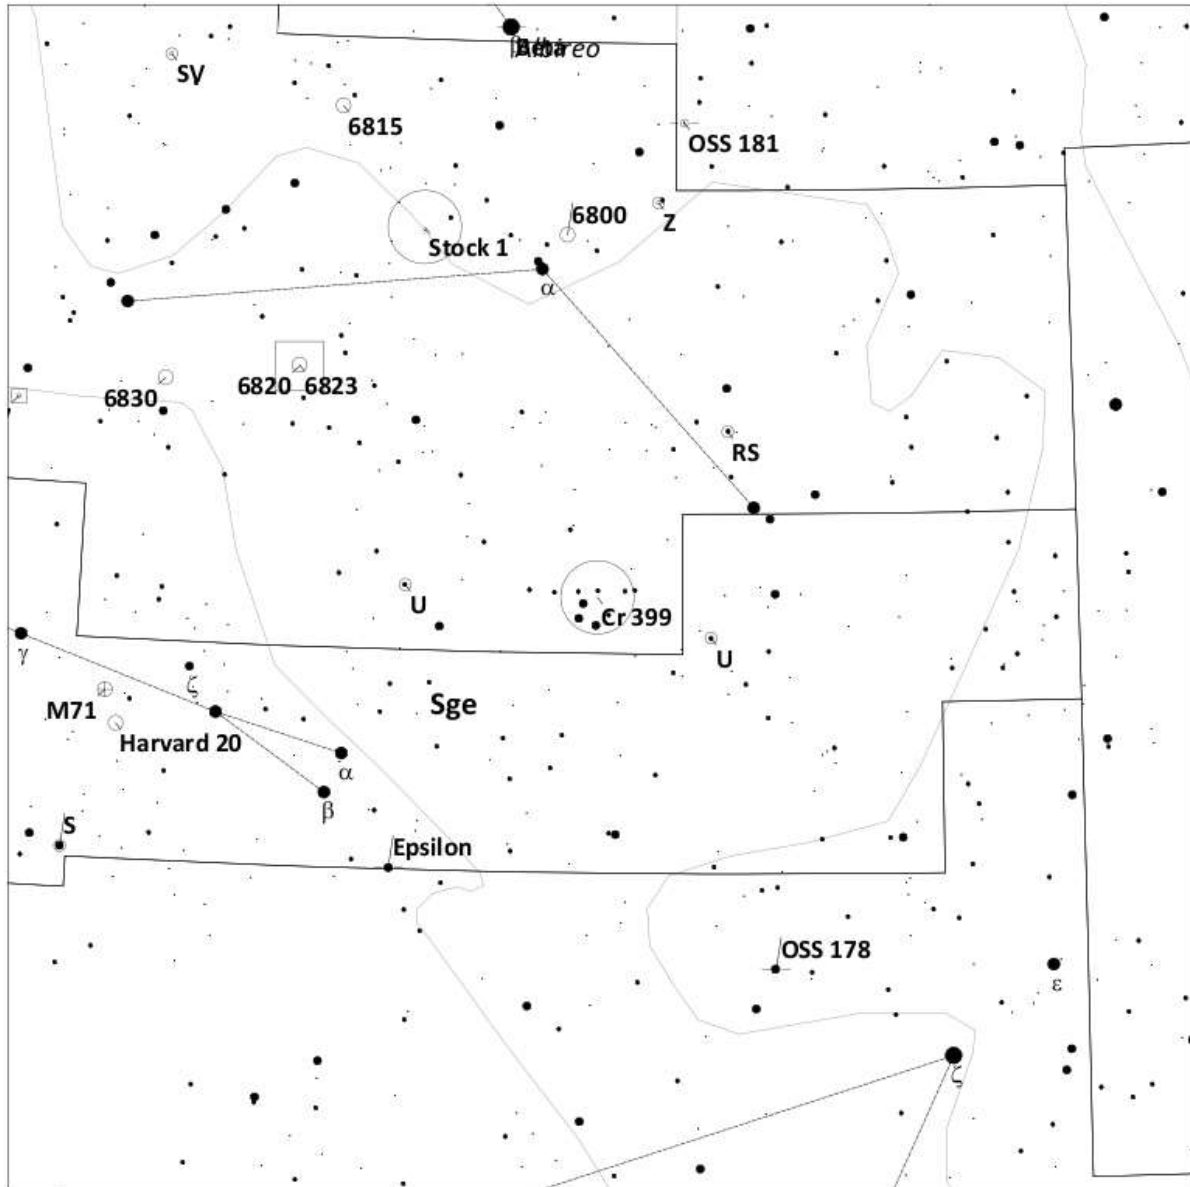 β Albireo
SV
6815
OSS 181
6800
Z
Stock 1
α
6820 6823
6830
RS
U
Cr 399
U
γ
ζ
M71
Sge
Harvard 20
α
β
S
Epsilon
OSS 178
ε
ζ